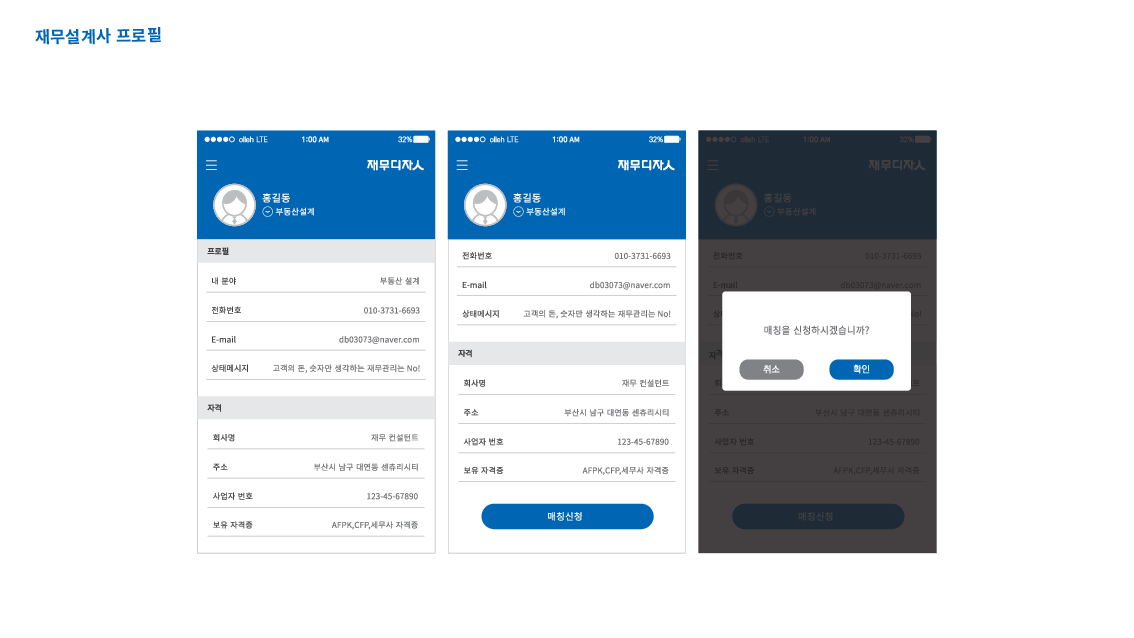 재무설계사 프로필
olleh LTE 1:00 AM 32%
재무디자人
홍길동
부동산설계
프로필
내 분야 부동산 설계
전화번호 010-3731-6693
E-mail db03073@naver.com
상태메시지 고객의 돈, 숫자만 생각하는 재무관리는 No!
자격
회사명 재무 컨설턴트
주소 부산시 남구 대연동 센츄리시티
사업자 번호 123-45-67890
보유 자격증 AFPK,CFP,세무사 자격증
olleh LTE 1:00 AM 32%
재무디자人
홍길동
부동산설계
전화번호 010-3731-6693
E-mail db03073@naver.com
상태메시지 고객의 돈, 숫자만 생각하는 재무관리는 No!
자격
회사명 재무 컨설턴트
주소 부산시 남구 대연동 센츄리시티
사업자 번호 123-45-67890
보유 자격증 AFPK,CFP,세무사 자격증
매칭신청
olleh LTE 1:00 AM 32%
재무디자人
홍길동
부동산설계
전화번호 010-3731-6693
E-mail db03073@naver.com
매칭을 신청하시겠습니까?
취소 확인
주소 부산시 남구 대연동 센츄리시티
사업자 번호 123-45-67890
보유 자격증 AFPK,CFP,세무사 자격증
매칭신청